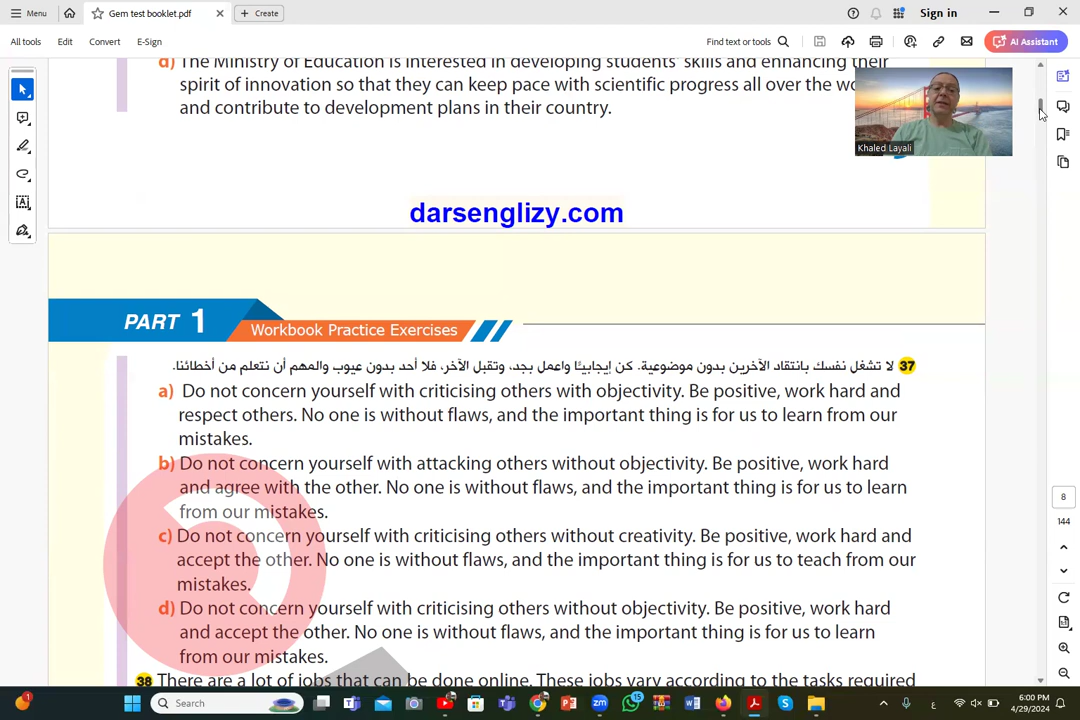 Menu
Gem test booklet.pdf
Create
Sign in
All tools
Edit
Convert
E-Sign
Find text or tools
AI Assistant
d) The Ministry of Education is interested in developing students' skills and enhancing their
spirit of innovation so that they can keep pace with scientific progress all over the
and contribute to development plans in their country.
Khaled Layali
darsenglizy.com
PART 1
Workbook Practice Exercises
37 لا تشغل نفسك بانتقاد الآخرين بدون موضوعية. كن إيجابيًا واعمل بجد، وتقبل الآخر، فلا أحد بدون عيوب والمهم أن نتعلم من أخطائنا.
a) Do not concern yourself with criticising others with objectivity. Be positive, work hard and
respect others. No one is without flaws, and the important thing is for us to learn from our
mistakes.
b) Do not concern yourself with attacking others without objectivity. Be positive, work hard
and agree with the other. No one is without flaws, and the important thing is for us to learn
from our mistakes.
c) Do not concern yourself with criticising others without creativity. Be positive, work hard and
accept the other. No one is without flaws, and the important thing is for us to teach from our
mistakes.
d) Do not concern yourself with criticising others without objectivity. Be positive, work hard
and accept the other. No one is without flaws, and the important thing is for us to learn
from our mistakes.
38 There are a lot of jobs that can be done online. These jobs vary according to the tasks required
8
144
1
Search
15
ع
6:00 PM
4/29/2024